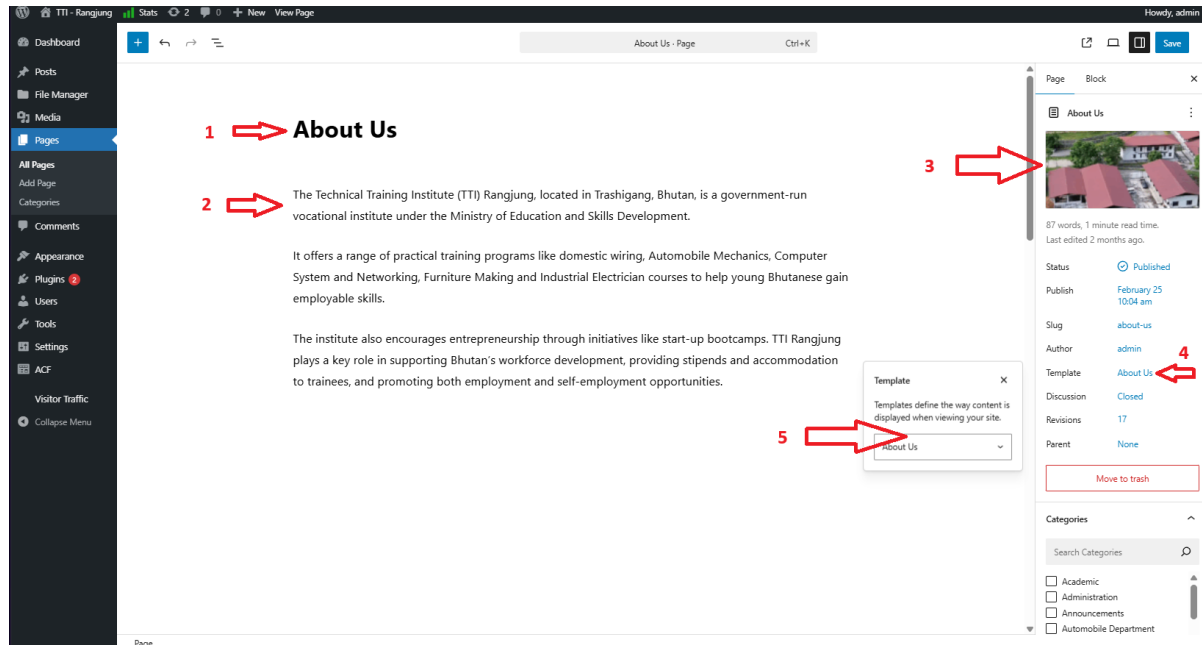 TTI - Rangjung Stats 2 0 New View Page Howdy, admin
Dashboard
Posts
File Manager
Media
Pages
All Pages
Add Page
Categories
Comments
Appearance
Plugins 2
Users
Tools
Settings
ACF
Visitor Traffic
Collapse Menu
About Us · Page Ctrl+K
Save
1
About Us
2
The Technical Training Institute (TTI) Rangjung, located in Trashigang, Bhutan, is a government-run
vocational institute under the Ministry of Education and Skills Development.
It offers a range of practical training programs like domestic wiring, Automobile Mechanics, Computer
System and Networking, Furniture Making and Industrial Electrician courses to help young Bhutanese gain
employable skills.
The institute also encourages entrepreneurship through initiatives like start-up bootcamps. TTI Rangjung
plays a key role in supporting Bhutan's workforce development, providing stipends and accommodation
to trainees, and promoting both employment and self-employment opportunities.
Template
Templates define the way content is
displayed when viewing your site.
5
About Us
Page
Page Block
About Us
3
87 words, 1 minute read time.
Last edited 2 months ago.
Status Published
Publish February 25
10:04 am
Slug about-us
Author admin
4
Template About Us
Discussion Closed
Revisions 17
Parent None
Move to trash
Categories
Search Categories
Academic
Administration
Announcements
Automobile Department